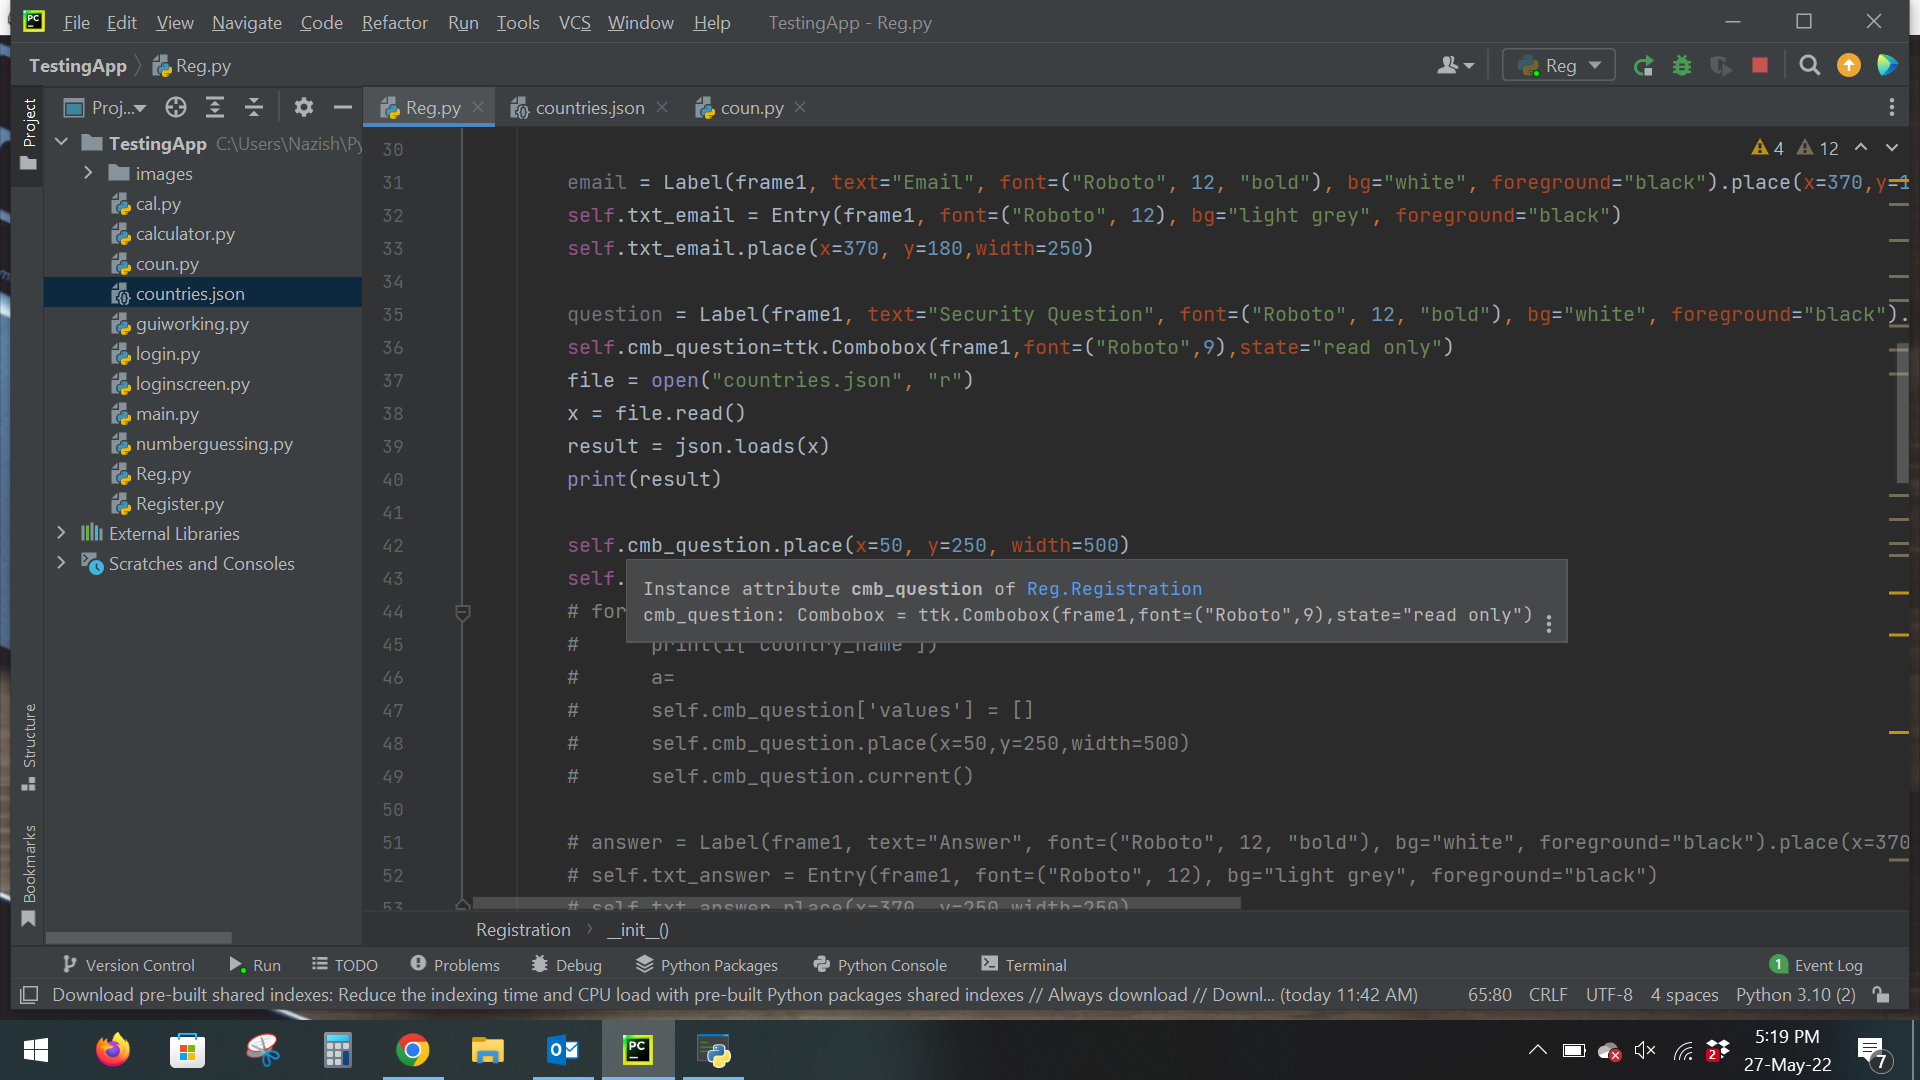 File Edit View Navigate Code Refactor Run Tools VCS Window Help TestingApp - Reg.py
TestingApp Reg.py Reg
Project
Proj...
Reg.py countries.json coun.py
TestingApp C:\Users\Nazish\Py
images
cal.py
calculator.py
coun.py
countries.json
guiworking.py
login.py
loginscreen.py
main.py
numberguessing.py
Reg.py
Register.py
External Libraries
Scratches and Consoles
Structure
Bookmarks
4 12
30
31 email = Label(frame1, text="Email", font=("Roboto", 12, "bold"), bg="white", foreground="black").place(x=370,y=1
32 self.txt_email = Entry(frame1, font=("Roboto", 12), bg="light grey", foreground="black")
33 self.txt_email.place(x=370, y=180,width=250)
34
35 question = Label(frame1, text="Security Question", font=("Roboto", 12, "bold"), bg="white", foreground="black").
36 self.cmb_question=ttk.Combobox(frame1,font=("Roboto",9),state="read only")
37 file = open("countries.json", "r")
38 x = file.read()
39 result = json.loads(x)
40 print(result)
41
42 self.cmb_question.place(x=50, y=250, width=500)
43 self.
Instance attribute cmb_question of Reg.Registration
cmb_question: Combobox = ttk.Combobox(frame1,font=("Roboto",9),state="read only")
44 # for
45 # print(i["country_name"])
46 # a=
47 # self.cmb_question['values'] = []
48 # self.cmb_question.place(x=50,y=250,width=500)
49 # self.cmb_question.current()
50
51 # answer = Label(frame1, text="Answer", font=("Roboto", 12, "bold"), bg="white", foreground="black").place(x=370
52 # self.txt_answer = Entry(frame1, font=("Roboto", 12), bg="light grey", foreground="black")
53 # self.txt_answer.place(x=370, y=250,width=250)
Registration __init__()
Version Control Run TODO Problems Debug Python Packages Python Console Terminal 1 Event Log
Download pre-built shared indexes: Reduce the indexing time and CPU load with pre-built Python packages shared indexes // Always download // Downl... (today 11:42 AM) 65:80 CRLF UTF-8 4 spaces Python 3.10 (2)
2
5:19 PM
27-May-22
7